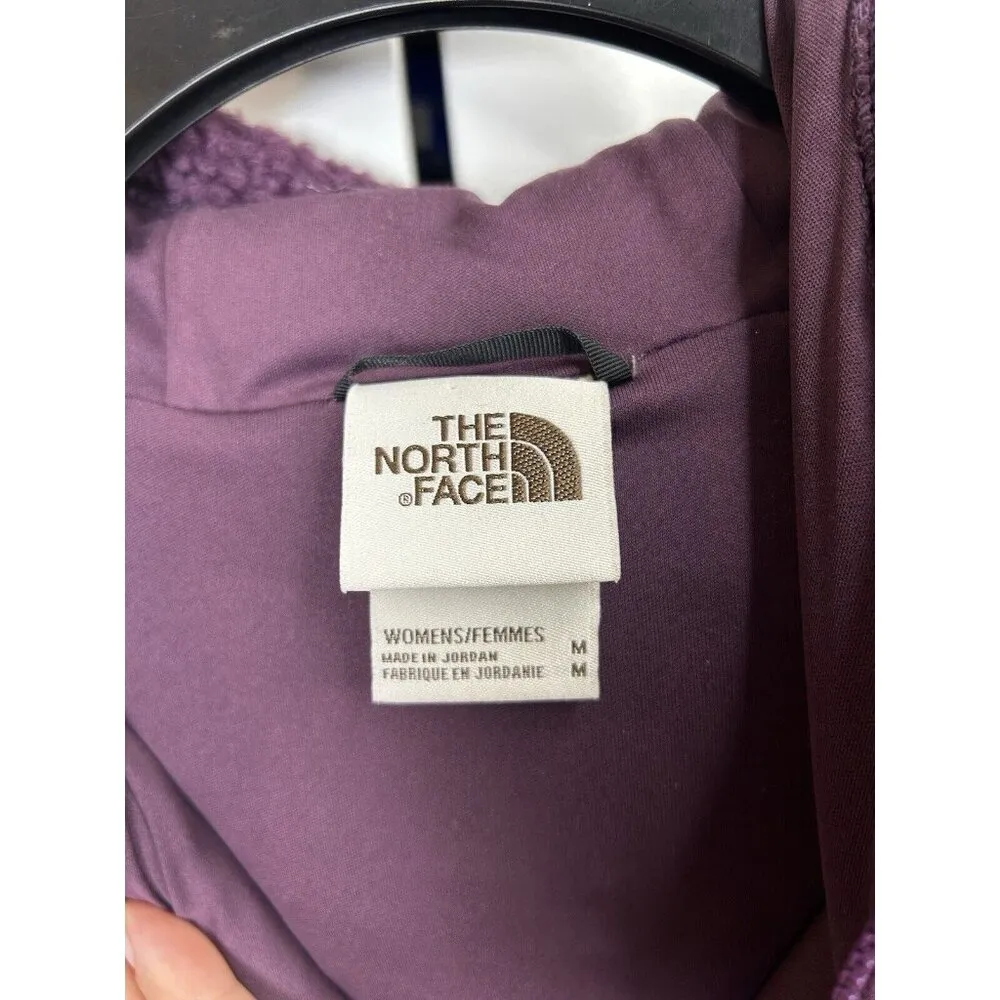 THE
NORTH
®FACE
WOMENS/FEMMES
MADE IN JORDAN M
FABRIQUE EN JORDANIE M